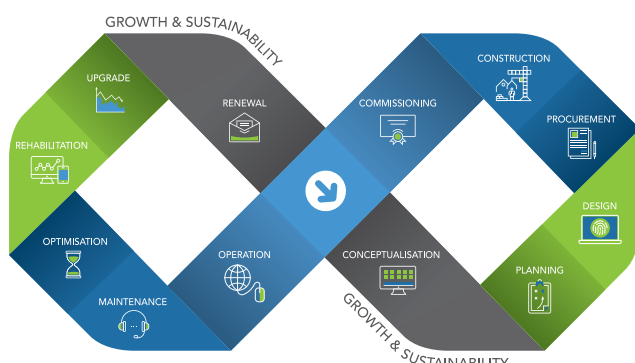 GROWTH & SUSTAINABILITY
UPGRADE
RENEWAL
REHABILITATION
OPTIMISATION
MAINTENANCE
OPERATION
COMMISSIONING
CONSTRUCTION
PROCUREMENT
DESIGN
PLANNING
CONCEPTUALISATION
GROWTH & SUSTAINABILITY